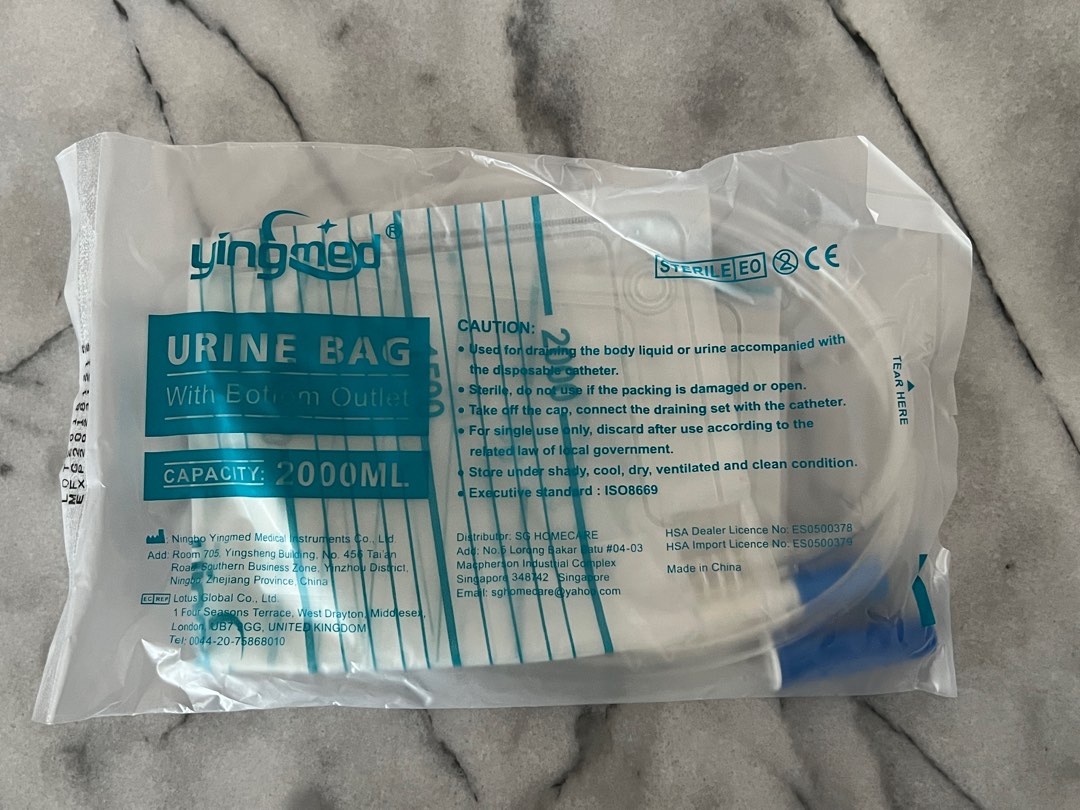 yingmed®
URINE BAG
With Bottom Outlet
CAPACITY: 2000ML
STERILE EO 2 CE
CAUTION:
• Used for draining the body liquid or urine accompanied with
the disposable catheter.
• Sterile, do not use if the packing is damaged or open.
• Take off the cap, connect the draining set with the catheter.
• For single use only, discard after use according to the
related law of local government.
• Store under shady, cool, dry, ventilated and clean condition.
• Executive standard : ISO8669
TEAR HERE
2000
1500
Ningbo Yingmed Medical Instruments Co., Ltd.
Add: Room 705, Yingsheng Building, No. 456 Tai'an
Road Southern Business Zone, Yinzhou District,
Ningbo Zhejiang Province, China
EC REP Lotus Global Co., Ltd.
1 Four Seasons Terrace, West Drayton, Middlesex,
London, UB7 9GG, UNITED KINGDOM
Tel: 0044-20-75868010
Distributor: SG HOMECARE
Add: No.5 Lorong Bakar Batu #04-03
Macpherson Industrial Complex
Singapore 348742 Singapore
Email: sghomecare@yahoo.com
HSA Dealer Licence No: ES0500378
HSA Import Licence No: ES0500379
Made in China
LOT
MFG
EXP